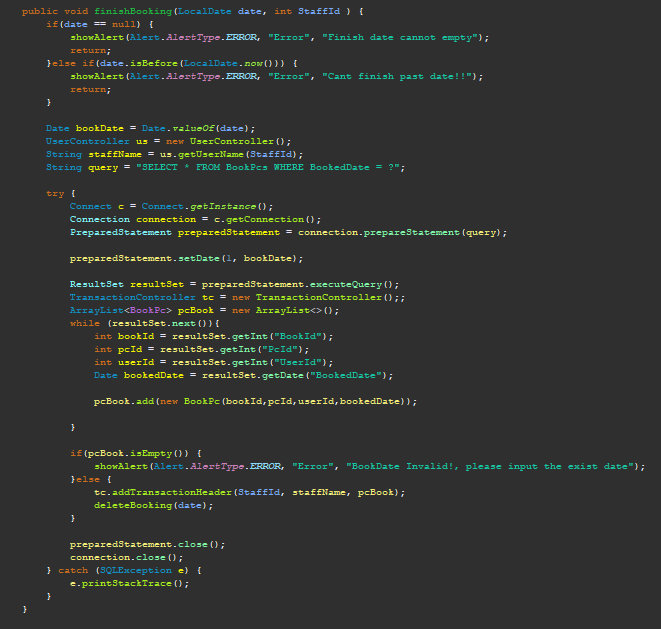 public void finishBooking(LocalDate date, int StaffId ) {
    if(date == null) {
        showAlert(Alert.AlertType.ERROR, "Error", "Finish date cannot empty");
        return;
    }else if(date.isBefore(LocalDate.now())) {
        showAlert(Alert.AlertType.ERROR, "Error", "Cant finish past date!!");
        return;
    }
    Date bookDate = Date.valueOf(date);
    UserController us = new UserController();
    String staffName = us.getUserName(StaffId);
    String query = "SELECT * FROM BookPcs WHERE BookedDate = ?";
    try {
        Connect c = Connect.getInstance();
        Connection connection = c.getConnection();
        PreparedStatement preparedStatement = connection.prepareStatement(query);
        preparedStatement.setDate(1, bookDate);
        ResultSet resultSet = preparedStatement.executeQuery();
        TransactionController tc = new TransactionController();;
        ArrayList<BookPc> pcBook = new ArrayList<>();
        while (resultSet.next()){
            int bookId = resultSet.getInt("BookId");
            int pcId = resultSet.getInt("PcId");
            int userId = resultSet.getInt("UserId");
            Date bookedDate = resultSet.getDate("BookedDate");
            pcBook.add(new BookPc(bookId,pcId,userId,bookedDate));
        }
        if(pcBook.isEmpty()) {
            showAlert(Alert.AlertType.ERROR, "Error", "BookDate Invalid!, please input the exist date");
        }else {
            tc.addTransactionHeader(StaffId, staffName, pcBook);
            deleteBooking(date);
        }
        preparedStatement.close();
        connection.close();
    } catch (SQLException e) {
        e.printStackTrace();
    }
}